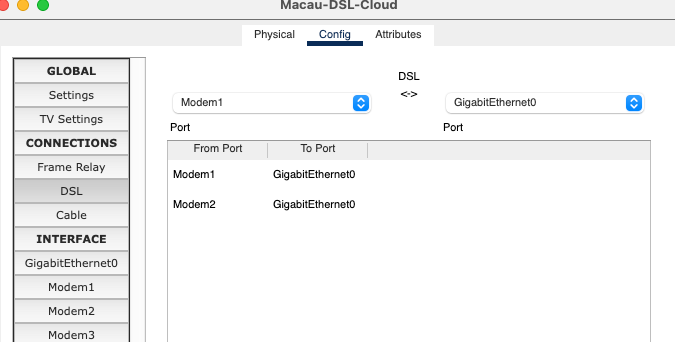 Macau-DSL-Cloud
Physical Config Attributes
GLOBAL
Settings
TV Settings
CONNECTIONS
Frame Relay
DSL
Cable
INTERFACE
GigabitEthernet0
Modem1
Modem2
Modem3
DSL
Modem1 <-> GigabitEthernet0
Port Port
From Port To Port
Modem1 GigabitEthernet0
Modem2 GigabitEthernet0